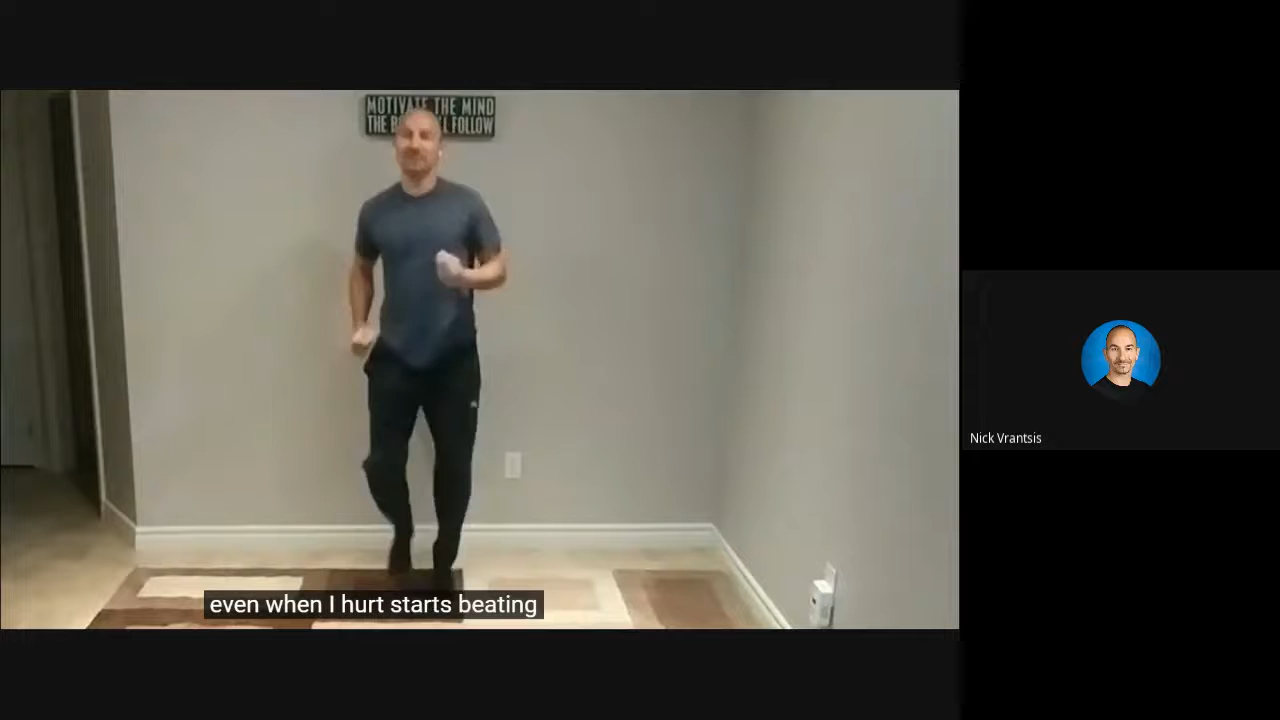 MOTIVATE THE MIND
THE L FOLLOW
even when I hurt starts beating
Nick Vrantsis